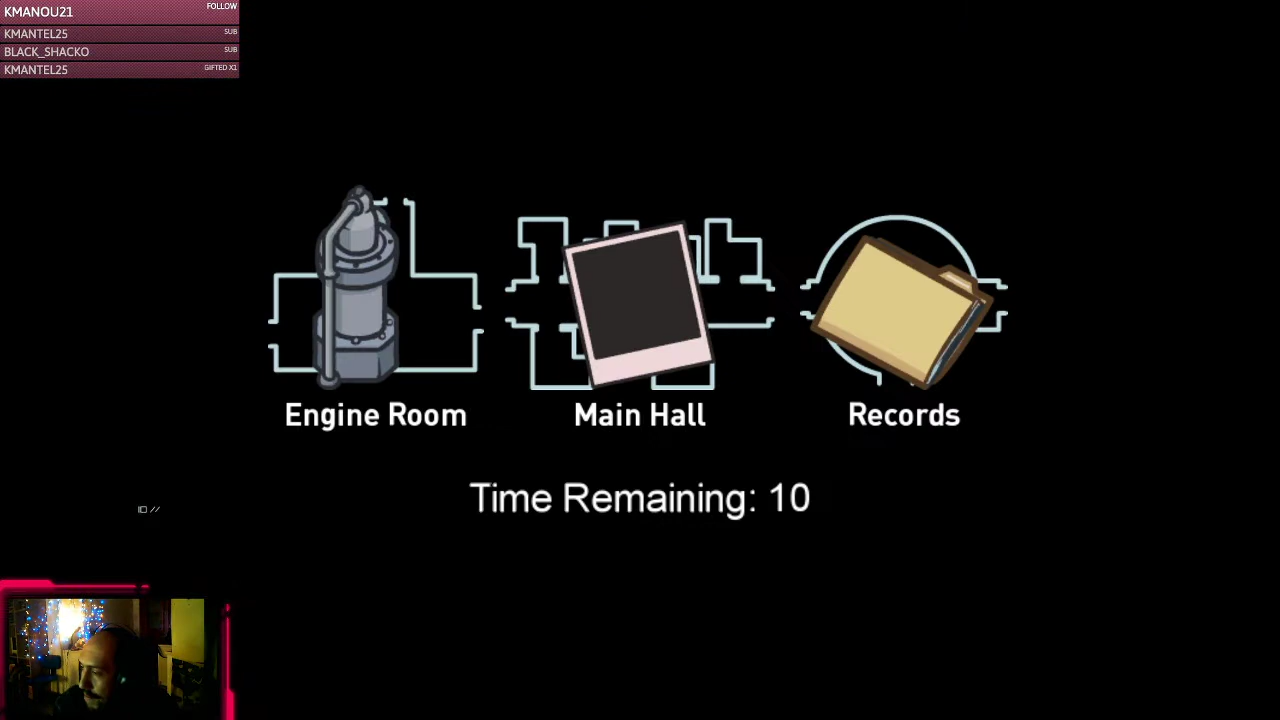 KMANOU21 FOLLOW
KMANTEL25 SUB
BLACK_SHACKO SUB
KMANTEL25 GIFTED X1
Engine Room Main Hall Records
Time Remaining: 10